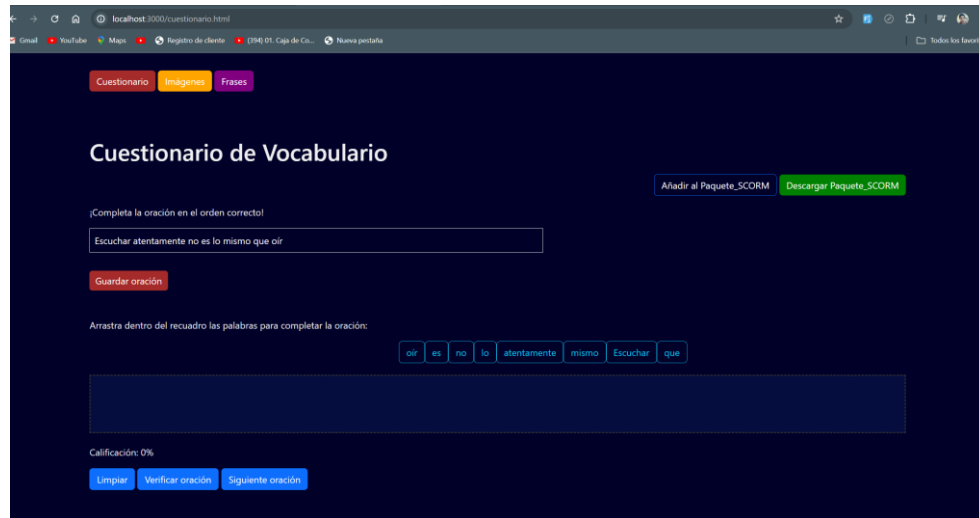 localhost:3000/cuestionario.html
Gmail YouTube Maps Registro de cliente (394) 01. Caja de Co... Nueva pestaña Todos los favori
Cuestionario Imágenes Frases
Cuestionario de Vocabulario
Añadir al Paquete_SCORM Descargar Paquete_SCORM
¡Completa la oración en el orden correcto!
Escuchar atentamente no es lo mismo que oír
Guardar oración
Arrastra dentro del recuadro las palabras para completar la oración:
oír es no lo atentamente mismo Escuchar que
Calificación: 0%
Limpiar Verificar oración Siguiente oración